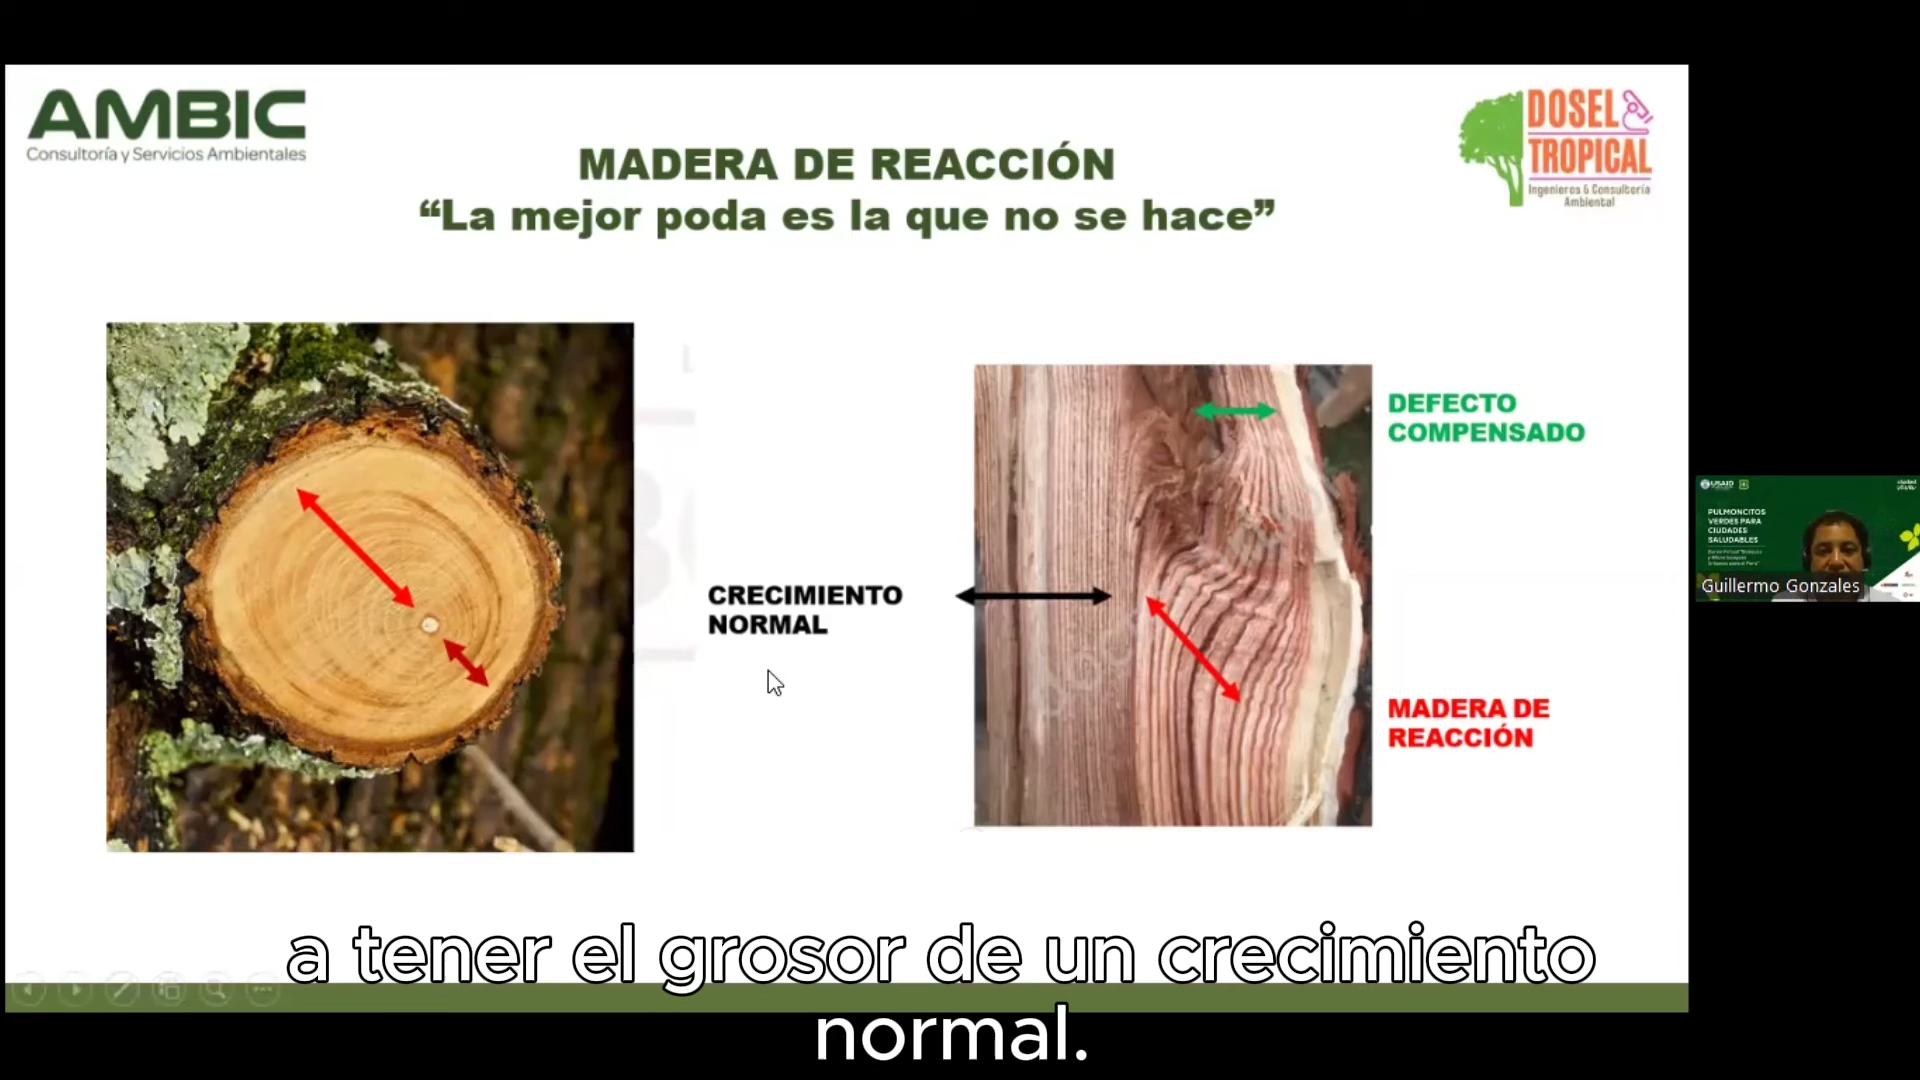 AMBIC
Consultoría y Servicios Ambientales
DOSEL
TROPICAL
Ingenieros & Consultoría
Ambiental
MADERA DE REACCIÓN
“La mejor poda es la que no se hace”
DEFECTO
COMPENSADO
CRECIMIENTO
NORMAL
MADERA DE
REACCIÓN
USAID
PULMONCITOS
VERDES PARA
CIUDADES
SALUDABLES
Guillermo Gonzales
a tener el grosor de un crecimiento
normal.